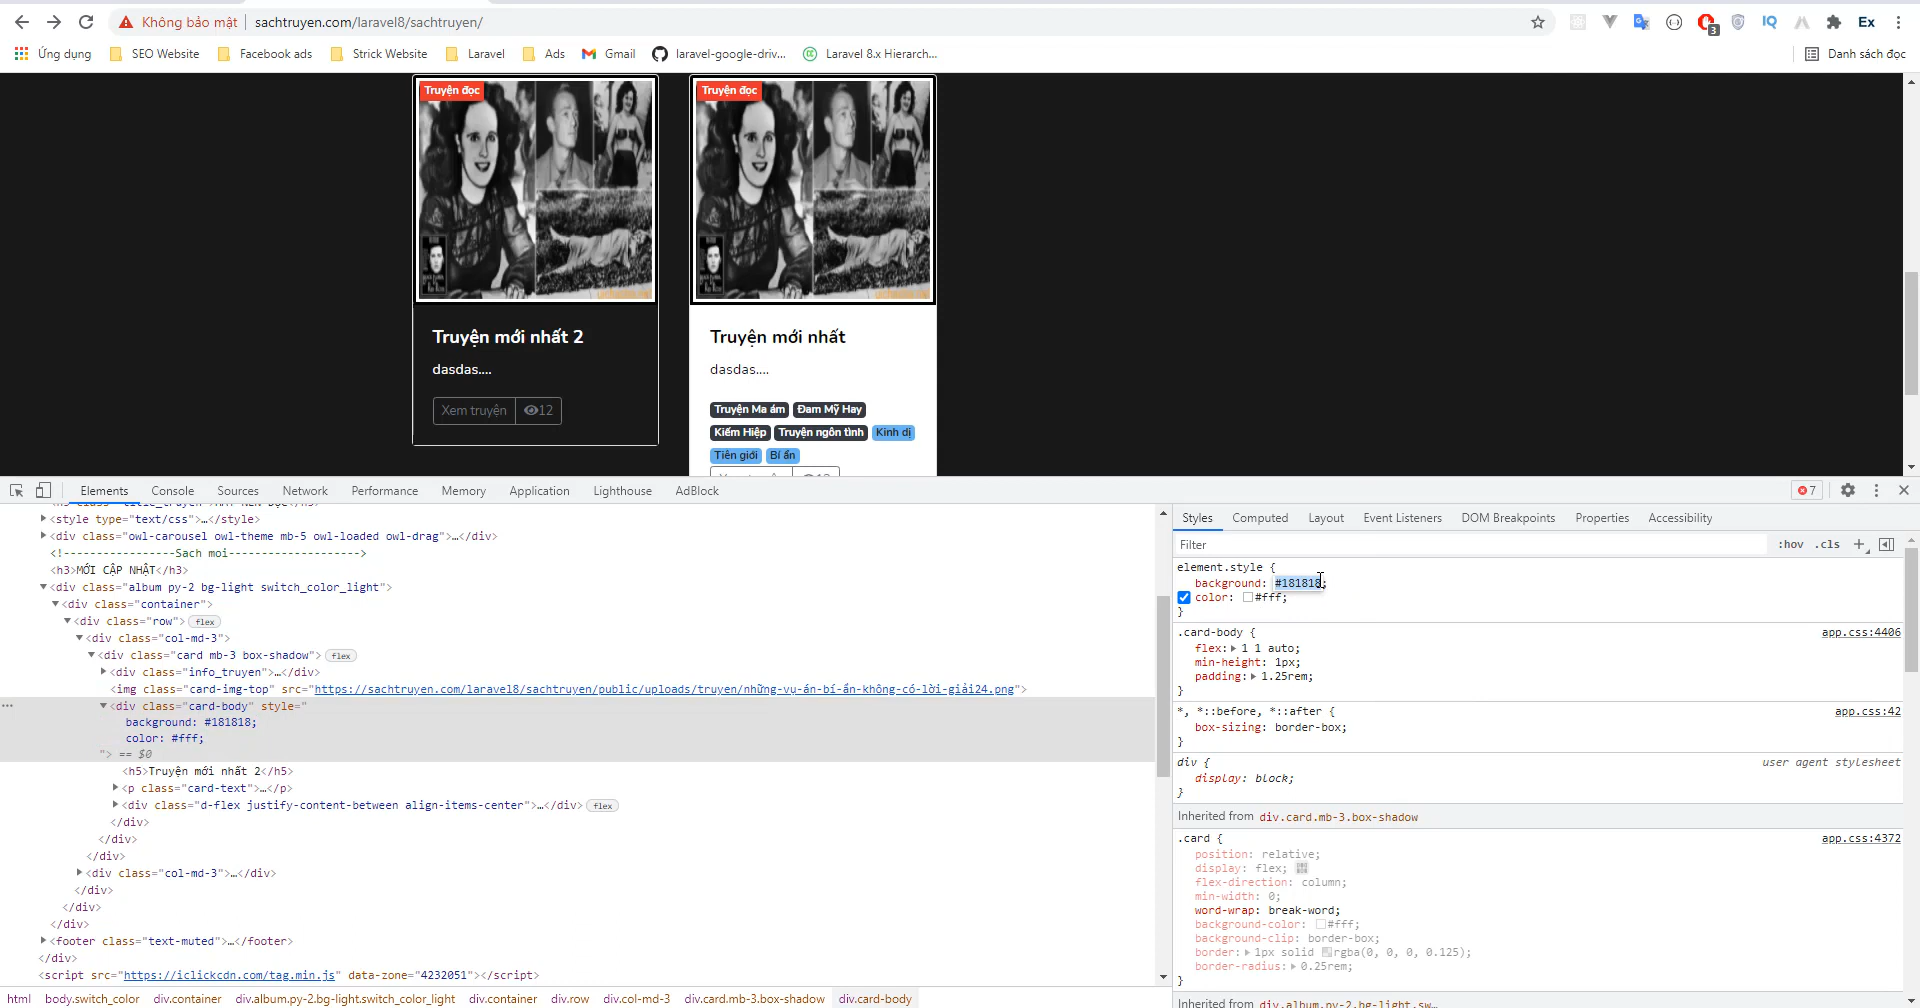 Không bảo mật sachtruyen.com/laravel8/sachtruyen/ 3 IQ Ex
Ứng dụng SEO Website Facebook ads Strick Website Laravel Ads Gmail laravel-google-driv... Laravel 8.x Hierarch... Danh sách đọc
Truyện đọc Truyện đọc
Truyện mới nhất 2 Truyện mới nhất
dasdas.... dasdas....
Xem truyện 12 Truyện Ma ám Đam Mỹ Hay
Kiếm Hiệp Truyện ngôn tình Kinh dị
Tiên giới Bí ẩn
Elements Console Sources Network Performance Memory Application Lighthouse AdBlock 7
<style type="text/css">…</style>
<div class="owl-carousel owl-theme mb-5 owl-loaded owl-drag">…</div>
<!-----------------Sach moi-------------------->
<h3>MỚI CẬP NHẬT</h3>
<div class="album py-2 bg-light switch_color_light">
<div class="container">
<div class="row"> flex
<div class="col-md-3">
<div class="card mb-3 box-shadow"> flex
<div class="info_truyen">…</div>
<img class="card-img-top" src="https://sachtruyen.com/laravel8/sachtruyen/public/uploads/truyen/những-vụ-án-bí-ẩn-không-có-lời-giải24.png">
<div class="card-body" style="
background: #181818;
color: #fff;
"> == $0
<h5>Truyện mới nhất 2</h5>
<p class="card-text">…</p>
<div class="d-flex justify-content-between align-items-center">…</div> flex
</div>
</div>
</div>
<div class="col-md-3">…</div>
</div>
</div>
</div>
<footer class="text-muted">…</footer>
</div>
<script src="https://iclickcdn.com/tag.min.js" data-zone="4232051"></script>
html body.switch_color div.container div.album.py-2.bg-light.switch_color_light div.container div.row div.col-md-3 div.card.mb-3.box-shadow div.card-body
Styles Computed Layout Event Listeners DOM Breakpoints Properties Accessibility
Filter :hov .cls +
element.style {
background: #181818;
color: #fff;
}
.card-body { app.css:4406
flex: 1 1 auto;
min-height: 1px;
padding: 1.25rem;
}
*, *::before, *::after { app.css:42
box-sizing: border-box;
}
div { user agent stylesheet
display: block;
}
Inherited from div.card.mb-3.box-shadow
.card { app.css:4372
position: relative;
display: flex;
flex-direction: column;
min-width: 0;
word-wrap: break-word;
background-color: #fff;
background-clip: border-box;
border: 1px solid rgba(0, 0, 0, 0.125);
border-radius: 0.25rem;
}
Inherited from div.album.py-2.bg-light.sw…